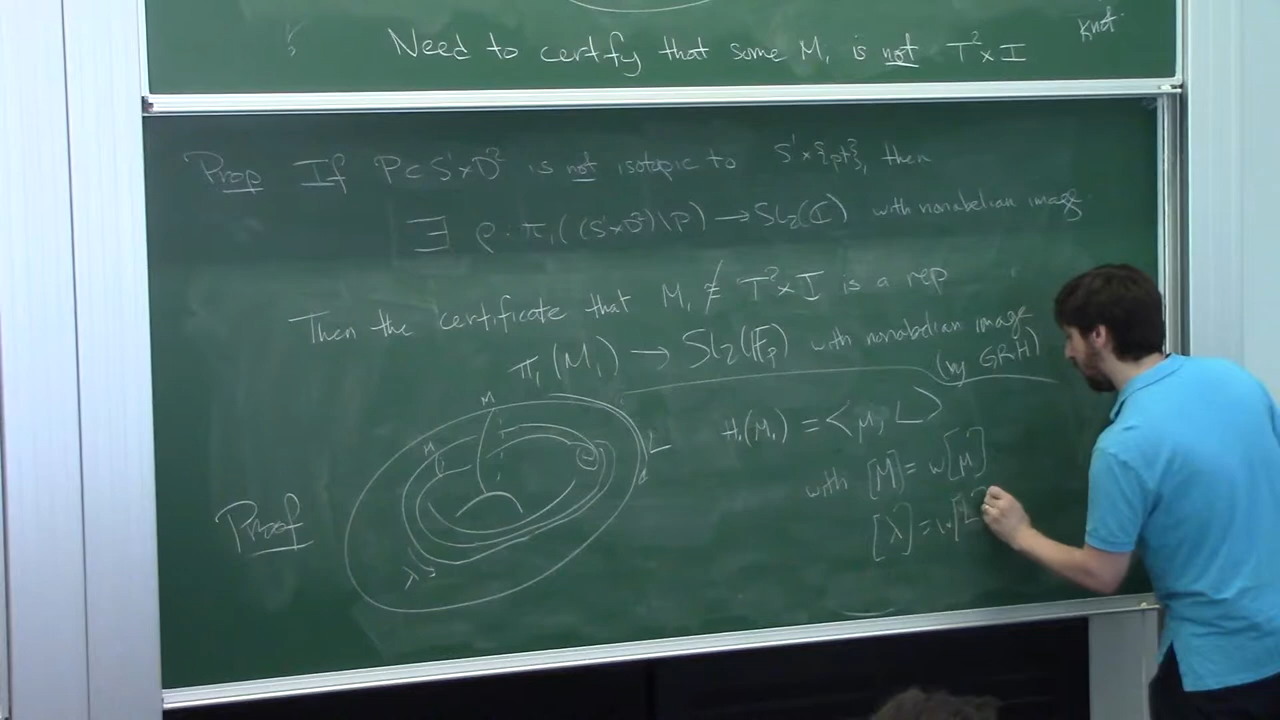 knot.
Need to certify that some M₁ is not T² × I
Prop If P ⊂ S¹×D² is not isotopic to S¹×{pt}, then
∃ ρ: π₁((S¹×D²)\P) → SL₂(ℂ) with nonabelian image.
Then the certificate that M₁ ≇ T²×I is a rep
π₁(M₁) → SL₂(𝔽ₚ) with nonabelian image
(by GRH)
M
μ
L
λ
Proof
H₁(M₁) = ⟨μ, L⟩
with [M] = w[μ]
[λ] = w[L]